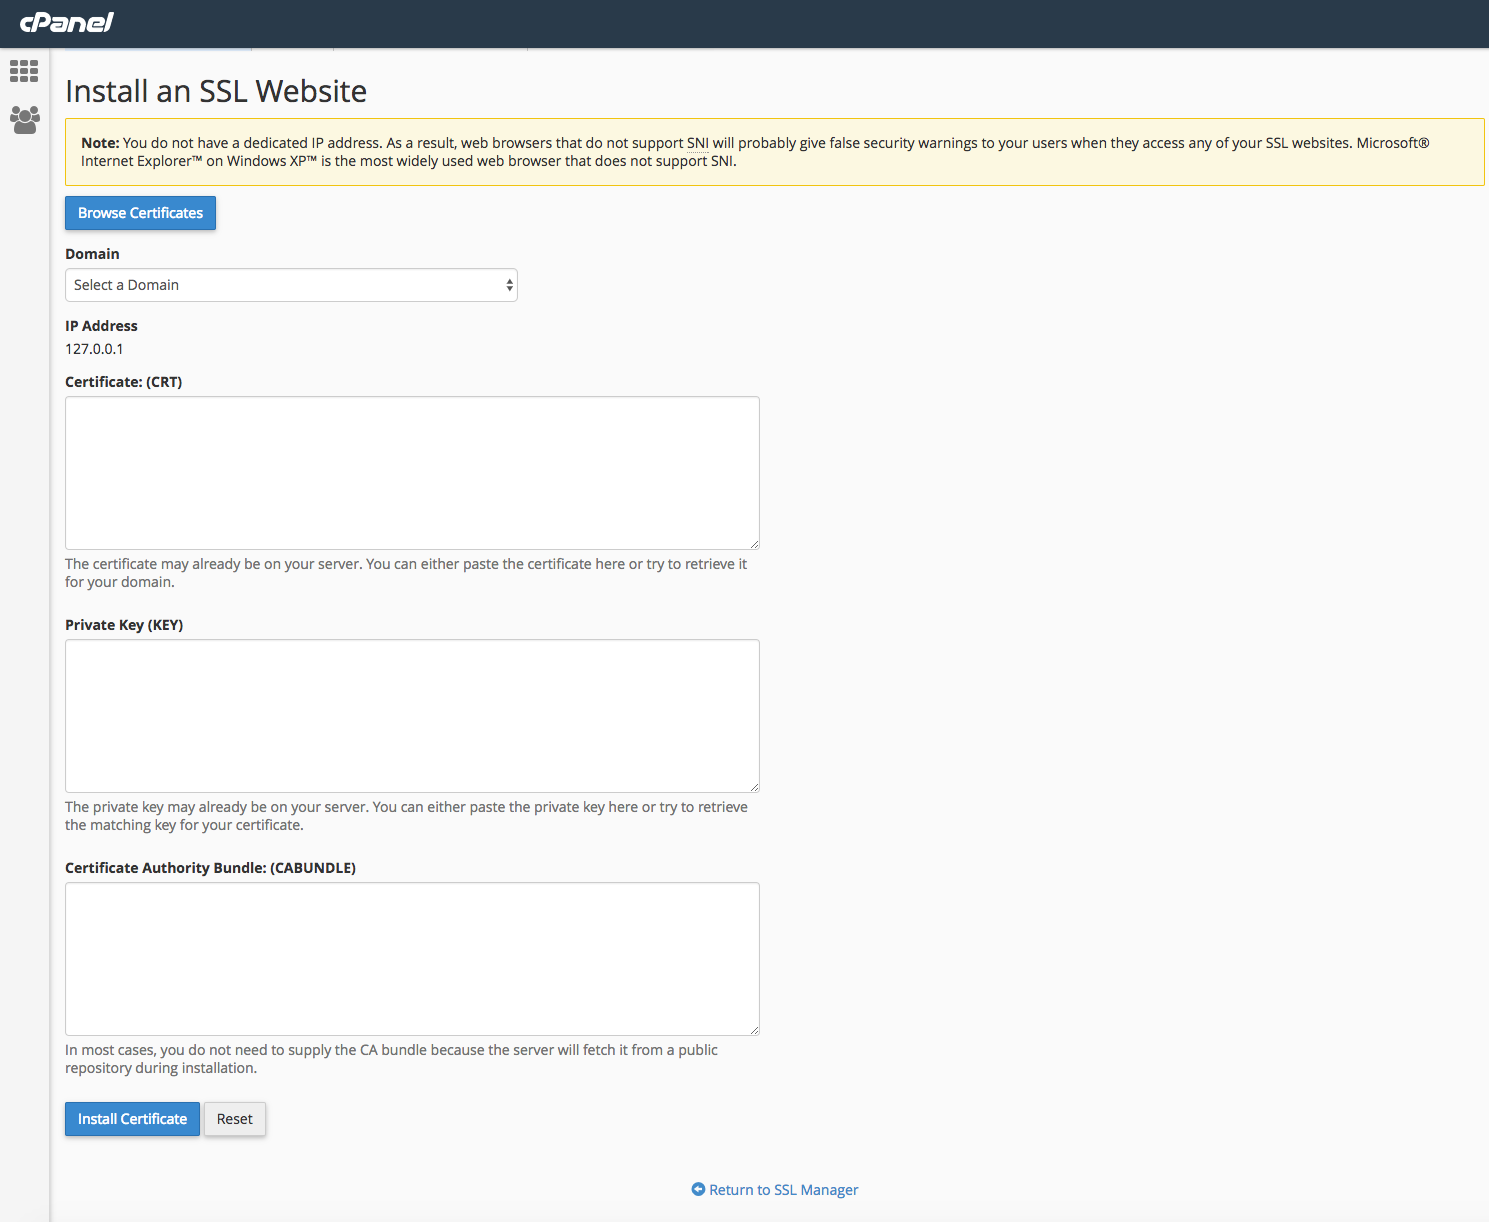 cPanel
Install an SSL Website
Note: You do not have a dedicated IP address. As a result, web browsers that do not support SNI will probably give false security warnings to your users when they access any of your SSL websites. Microsoft®
Internet Explorer™ on Windows XP™ is the most widely used web browser that does not support SNI.
Browse Certificates
Domain
Select a Domain
IP Address
127.0.0.1
Certificate: (CRT)
The certificate may already be on your server. You can either paste the certificate here or try to retrieve it
for your domain.
Private Key (KEY)
The private key may already be on your server. You can either paste the private key here or try to retrieve
the matching key for your certificate.
Certificate Authority Bundle: (CABUNDLE)
In most cases, you do not need to supply the CA bundle because the server will fetch it from a public
repository during installation.
Install Certificate
Reset
Return to SSL Manager